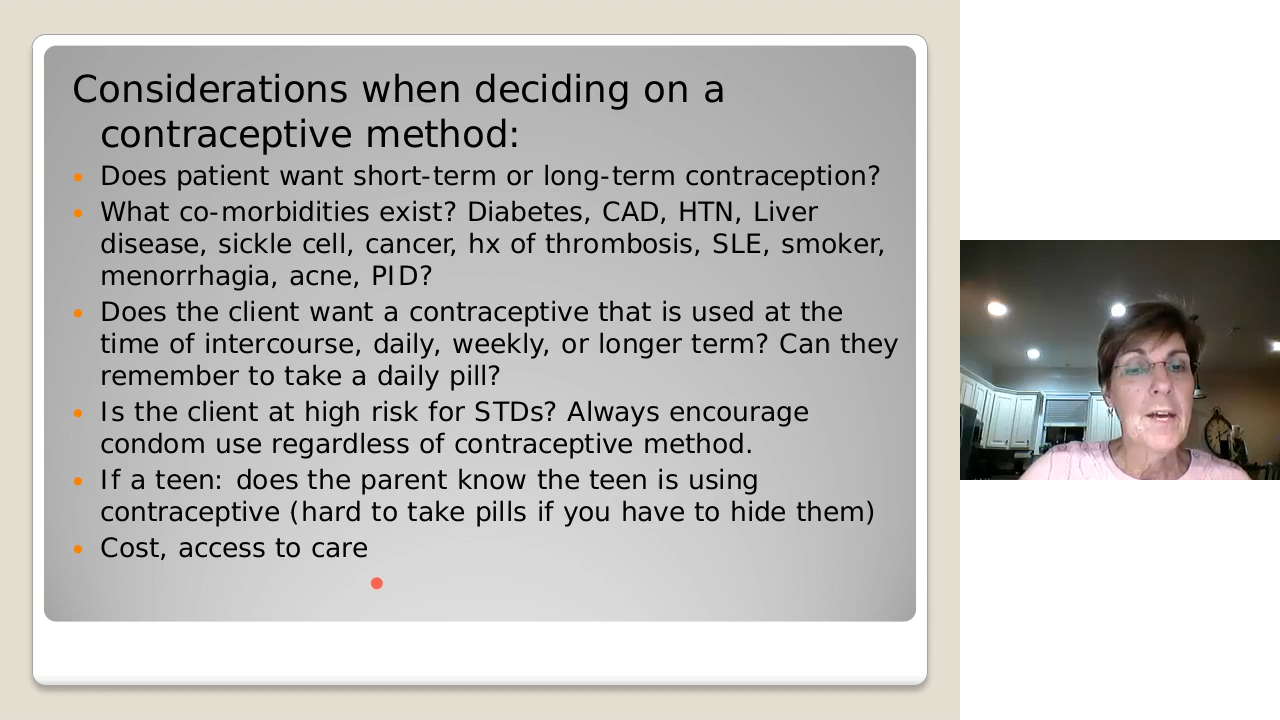 Considerations when deciding on a
contraceptive method:
Does patient want short-term or long-term contraception?
What co-morbidities exist? Diabetes, CAD, HTN, Liver
disease, sickle cell, cancer, hx of thrombosis, SLE, smoker,
menorrhagia, acne, PID?
Does the client want a contraceptive that is used at the
time of intercourse, daily, weekly, or longer term? Can they
remember to take a daily pill?
Is the client at high risk for STDs? Always encourage
condom use regardless of contraceptive method.
If a teen: does the parent know the teen is using
contraceptive (hard to take pills if you have to hide them)
Cost, access to care